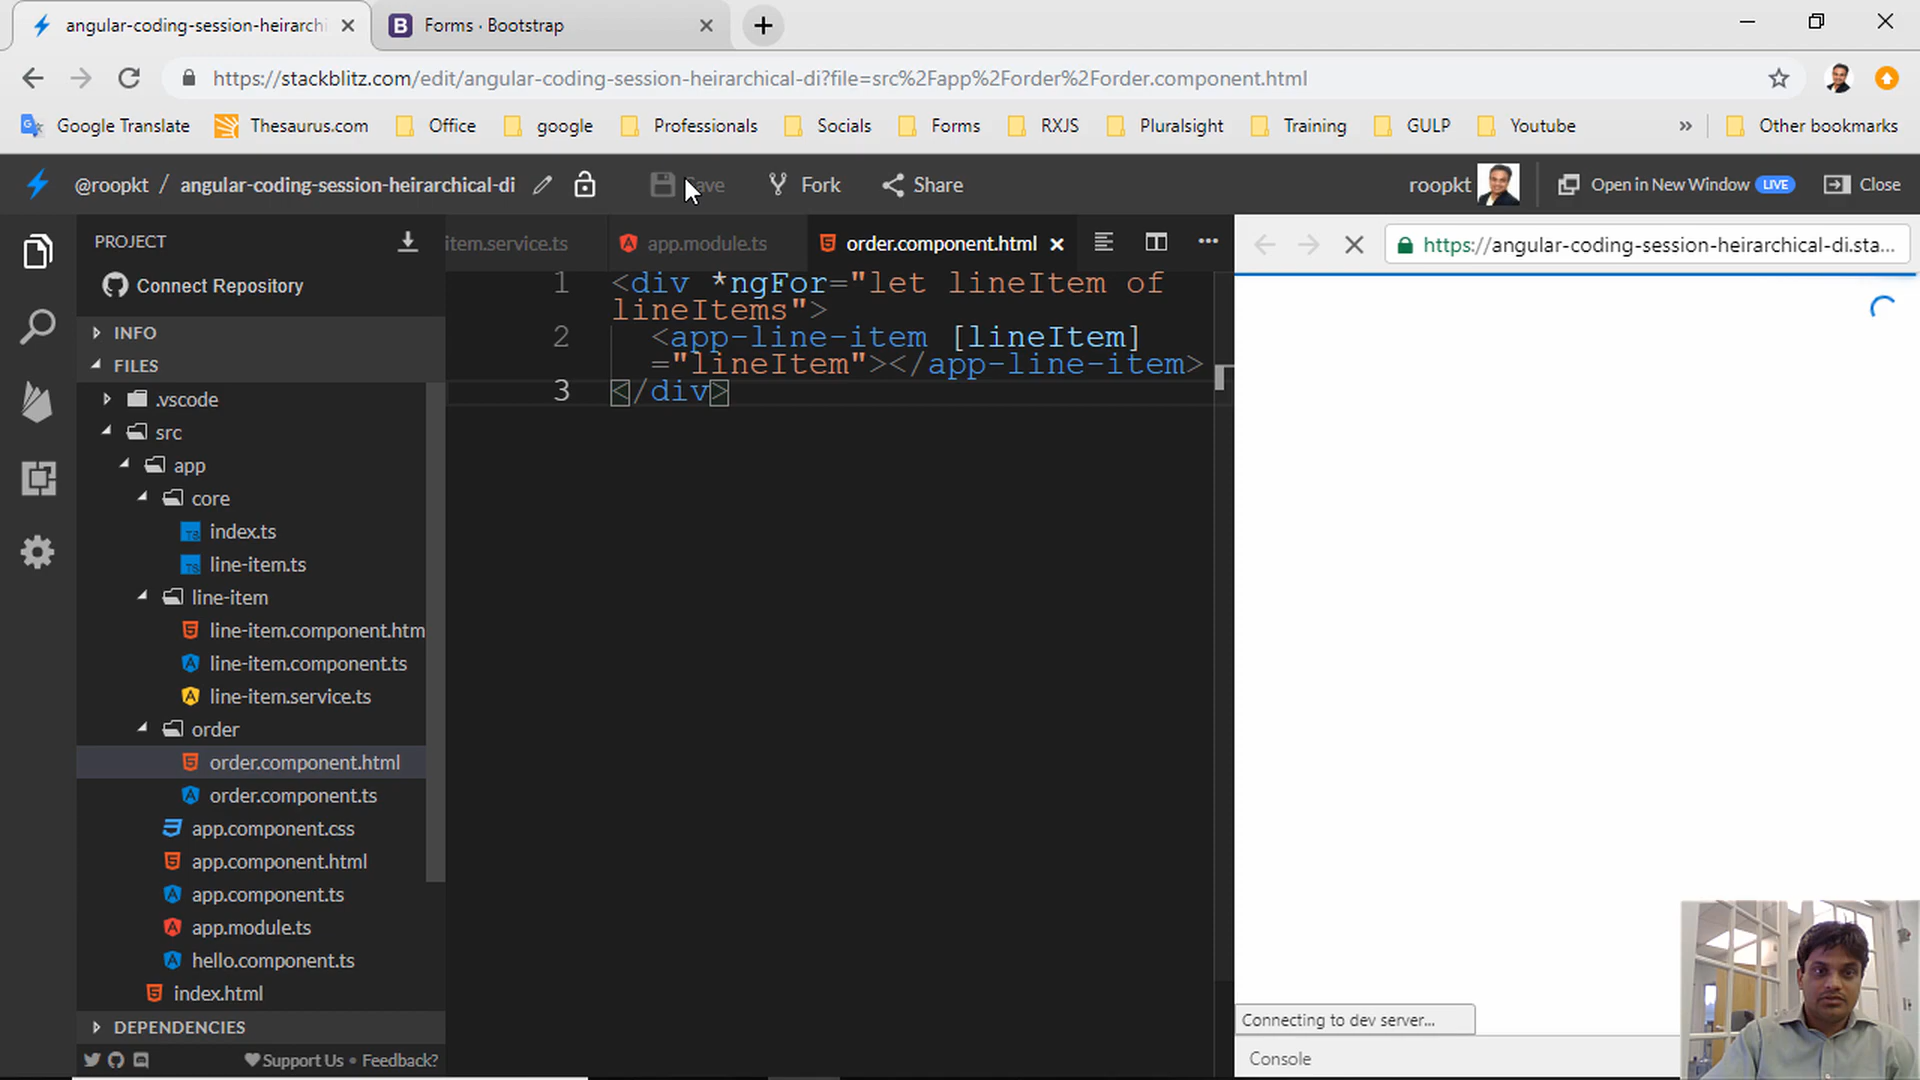 angular-coding-session-heirarchi
Forms · Bootstrap
https://stackblitz.com/edit/angular-coding-session-heirarchical-di?file=src%2Fapp%2Forder%2Forder.component.html
Google Translate
Thesaurus.com
Office
google
Professionals
Socials
Forms
RXJS
Pluralsight
Training
GULP
Youtube
»
Other bookmarks
@roopkt / angular-coding-session-heirarchical-di
Save
Fork
Share
roopkt
Open in New Window LIVE
Close
PROJECT
Connect Repository
INFO
FILES
.vscode
src
app
core
index.ts
line-item.ts
line-item
line-item.component.htm
line-item.component.ts
line-item.service.ts
order
order.component.html
order.component.ts
app.component.css
app.component.html
app.component.ts
app.module.ts
hello.component.ts
index.html
DEPENDENCIES
Support Us • Feedback?
item.service.ts
app.module.ts
order.component.html
1 <div *ngFor="let lineItem of
lineItems">
2 <app-line-item [lineItem]
="lineItem"></app-line-item>
3 </div>
https://angular-coding-session-heirarchical-di.sta...
Connecting to dev server...
Console